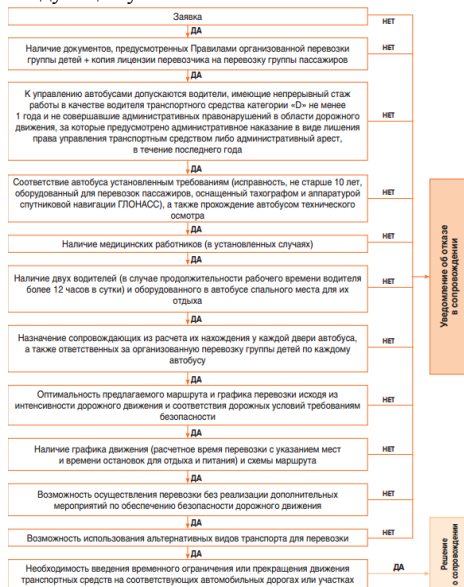 Заявка
НЕТ
ДА
Наличие документов, предусмотренных Правилами организованной перевозки
группы детей + копия лицензии перевозчика на перевозку группы пассажиров
НЕТ
ДА
К управлению автобусами допускаются водители, имеющие непрерывный стаж
работы в качестве водителя транспортного средства категории «D» не менее
1 года и не совершавшие административных правонарушений в области дорожного
движения, за которые предусмотрено административное наказание в виде лишения
права управления транспортным средством либо административный арест,
в течение последнего года
НЕТ
ДА
Соответствие автобуса установленным требованиям (исправность, не старше 10 лет,
оборудованный для перевозок пассажиров, оснащенный тахографом и аппаратурой
спутниковой навигации ГЛОНАСС), а также прохождение автобусом технического
осмотра
НЕТ
ДА
Наличие медицинских работников (в установленных случаях)
НЕТ
ДА
Наличие двух водителей (в случае продолжительности рабочего времени водителя
более 12 часов в сутки) и оборудованного в автобусе спального места для их
отдыха
НЕТ
ДА
Назначение сопровождающих из расчета их нахождения у каждой двери автобуса,
а также ответственных за организованную перевозку группы детей по каждому
автобусу
НЕТ
ДА
Оптимальность предлагаемого маршрута и графика перевозки исходя из
интенсивности дорожного движения и соответствия дорожных условий требованиям
безопасности
НЕТ
ДА
Наличие графика движения (расчетное время перевозки с указанием мест
и времени остановок для отдыха и питания) и схемы маршрута
НЕТ
ДА
Возможность осуществления перевозки без реализации дополнительных
мероприятий по обеспечению безопасности дорожного движения
НЕТ
ДА
Возможность использования альтернативных видов транспорта для перевозки
НЕТ
ДА
Необходимость введения временного ограничения или прекращения движения
транспортных средств на соответствующих автомобильных дорогах или участках
ДА
Уведомление об отказе
в сопровождении
Решение
о сопровождении